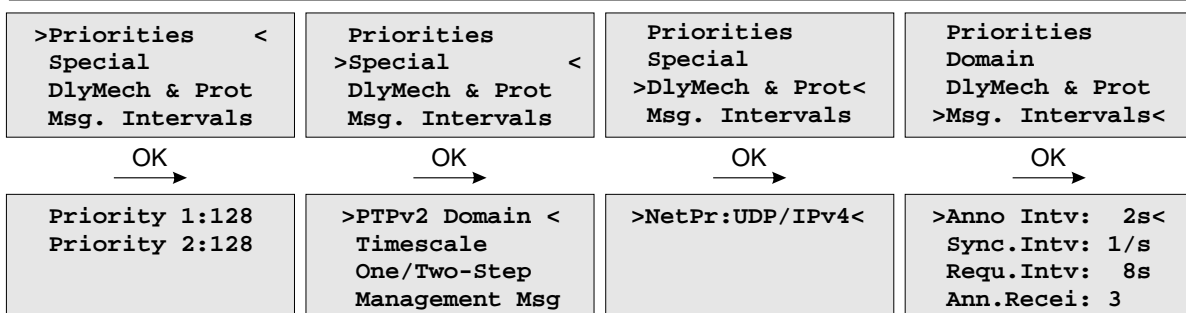 >Priorities <
Special
DlyMech & Prot
Msg. Intervals
Priorities
>Special <
DlyMech & Prot
Msg. Intervals
Priorities
Special
>DlyMech & Prot<
Msg. Intervals
Priorities
Domain
DlyMech & Prot
>Msg. Intervals<
OK
OK
OK
OK
Priority 1:128
Priority 2:128
>PTPv2 Domain <
Timescale
One/Two-Step
Management Msg
>NetPr:UDP/IPv4<
>Anno Intv: 2s<
Sync.Intv: 1/s
Requ.Intv: 8s
Ann.Recei: 3